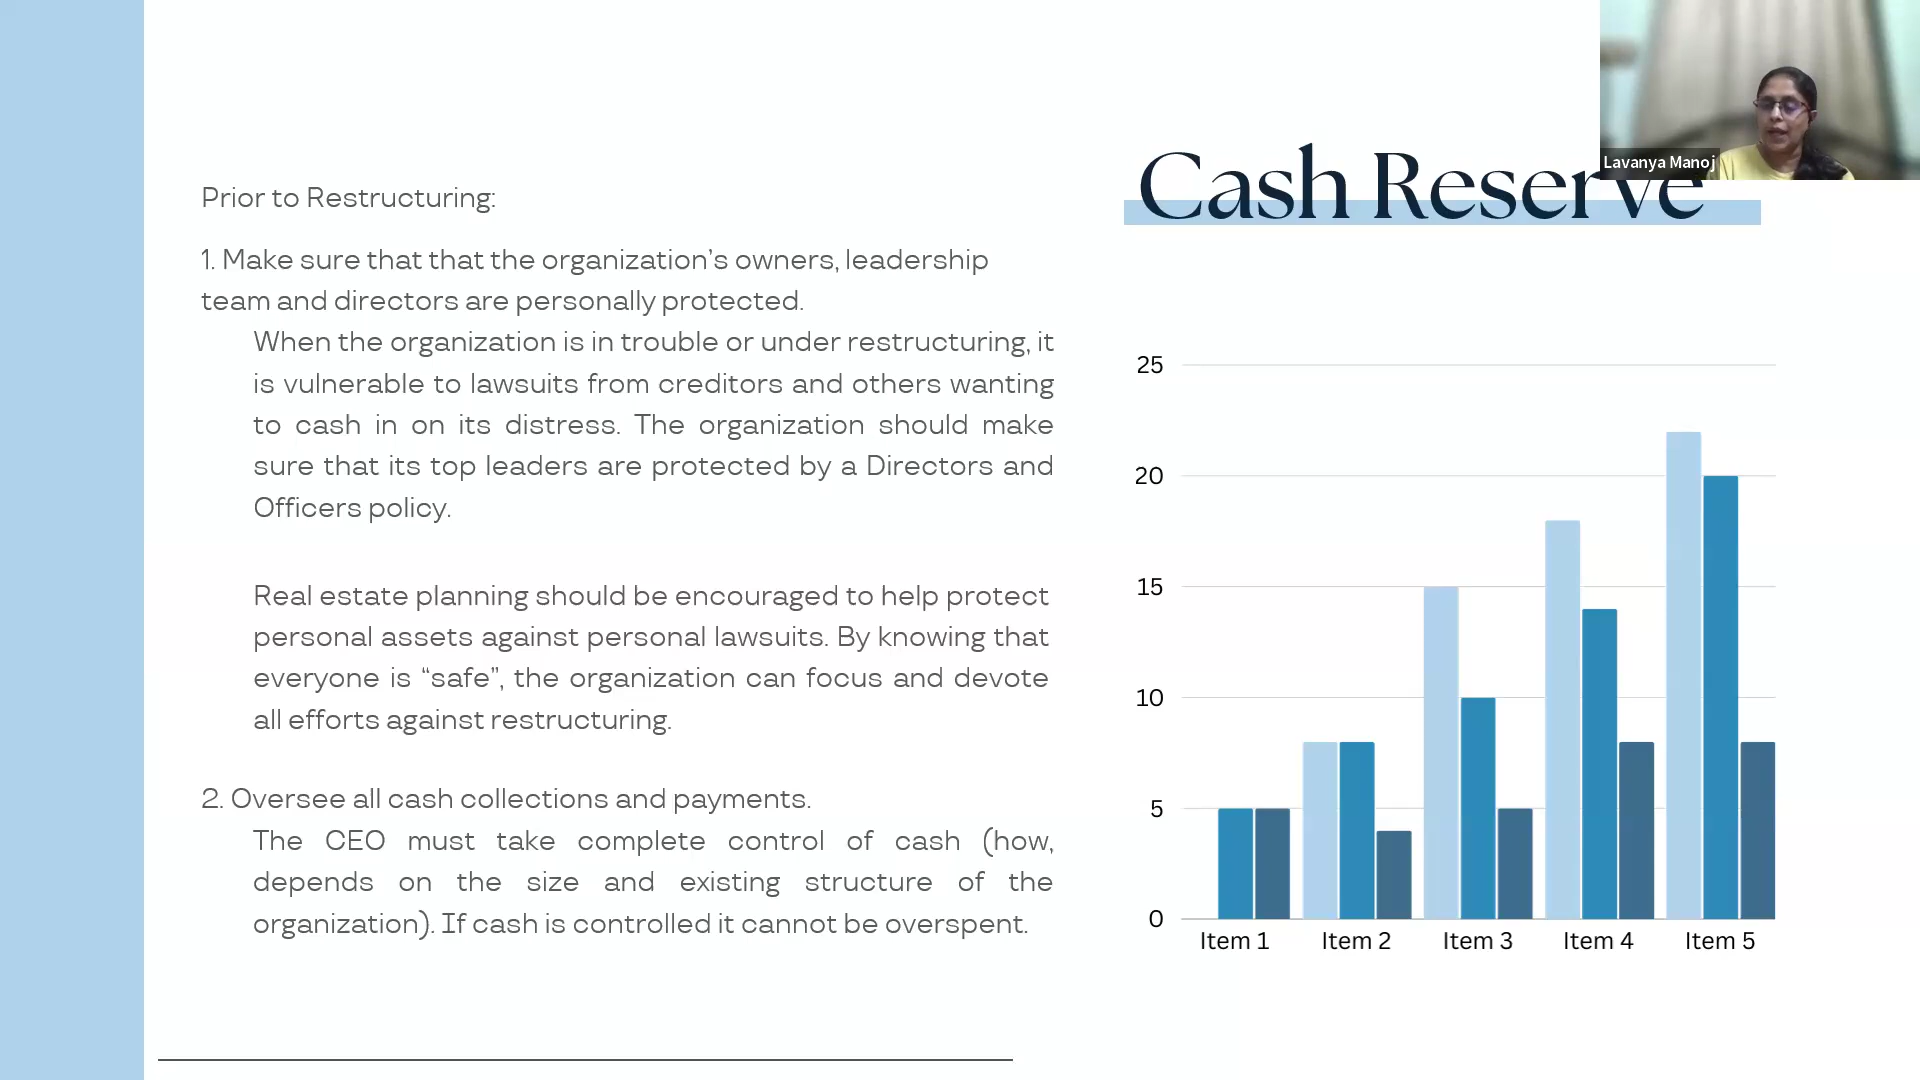 Lavanya Manoj
Cash Reserve
Prior to Restructuring:
1. Make sure that that the organization’s owners, leadership
team and directors are personally protected.
When the organization is in trouble or under restructuring, it
is vulnerable to lawsuits from creditors and others wanting
to cash in on its distress. The organization should make
sure that its top leaders are protected by a Directors and
Officers policy.
Real estate planning should be encouraged to help protect
personal assets against personal lawsuits. By knowing that
everyone is “safe”, the organization can focus and devote
all efforts against restructuring.
2. Oversee all cash collections and payments.
The CEO must take complete control of cash (how,
depends on the size and existing structure of the
organization). If cash is controlled it cannot be overspent.
25
20
15
10
5
0
Item 1 Item 2 Item 3 Item 4 Item 5